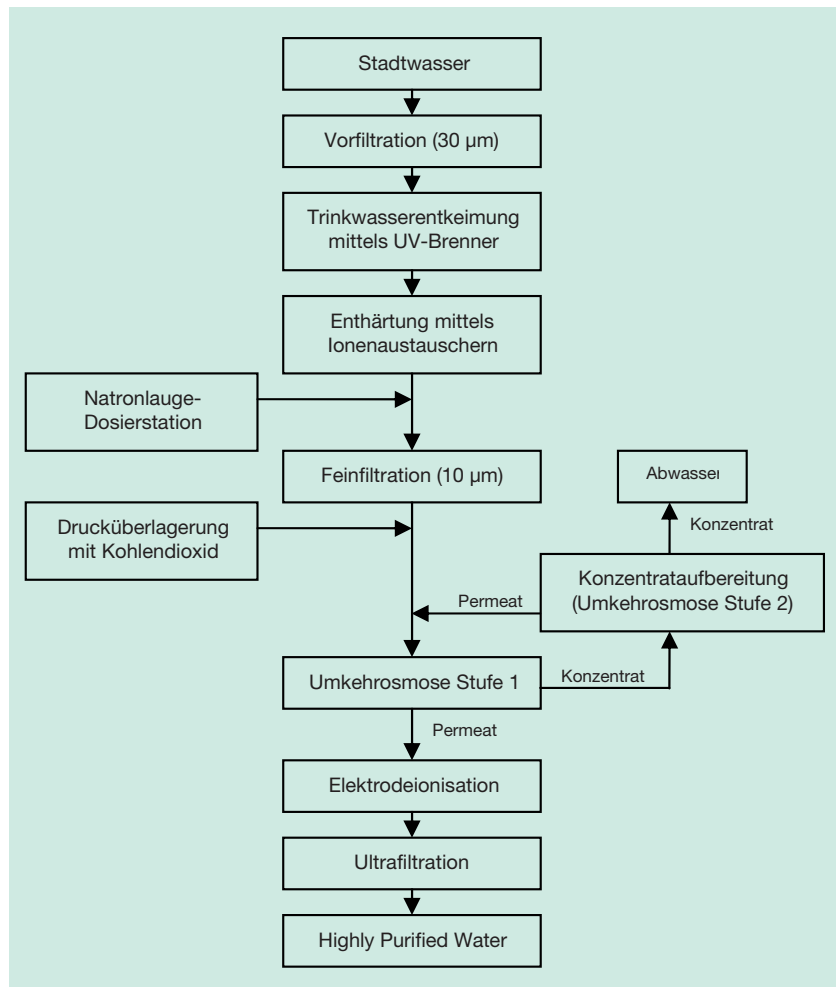 Stadtwasser
Vorfiltration (30 µm)
Trinkwasserentkeimung
mittels UV-Brenner
Enthärtung mittels
Ionenaustauschern
Natronlauge-
Dosierstation
Feinfiltration (10 µm)
Abwasser
Drucküberlagerung
mit Kohlendioxid
Konzentrat
Konzentrataufbereitung
(Umkehrosmose Stufe 2)
Permeat
Umkehrosmose Stufe 1
Konzentrat
Permeat
Elektrodeionisation
Ultrafiltration
Highly Purified Water